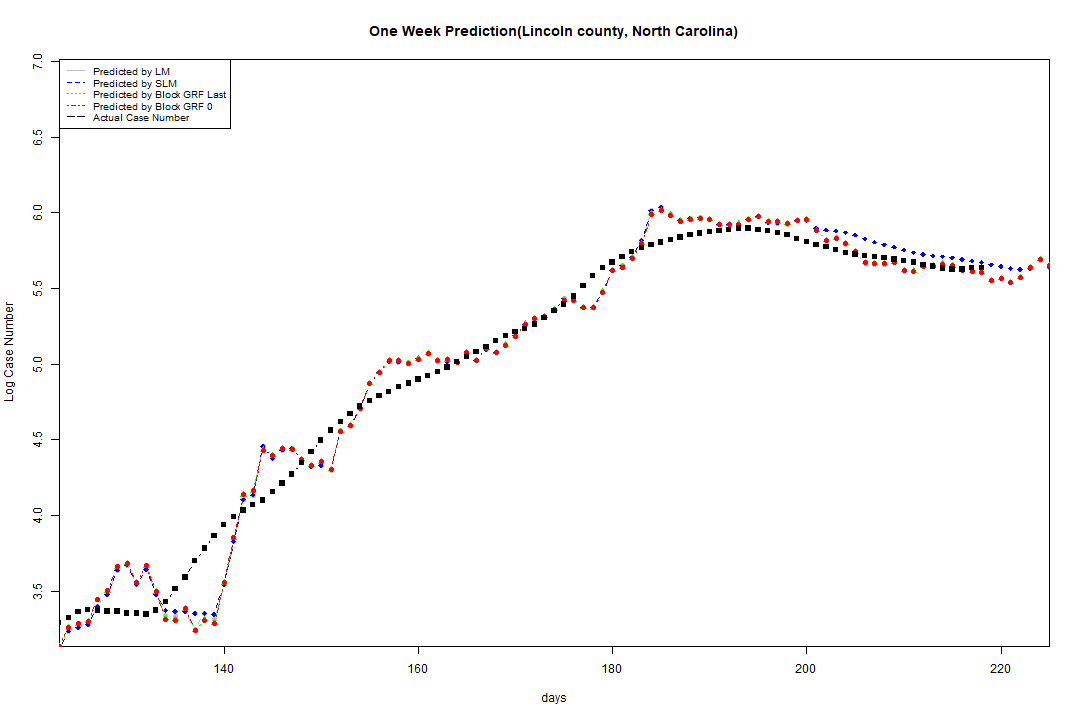 One Week Prediction(Lincoln county, North Carolina)
Predicted by LM
Predicted by SLM
Predicted by Block GRF Last
Predicted by Block GRF 0
Actual Case Number
7.0
6.5
6.0
5.5
5.0
4.5
4.0
3.5
Log Case Number
140 160 180 200 220
days